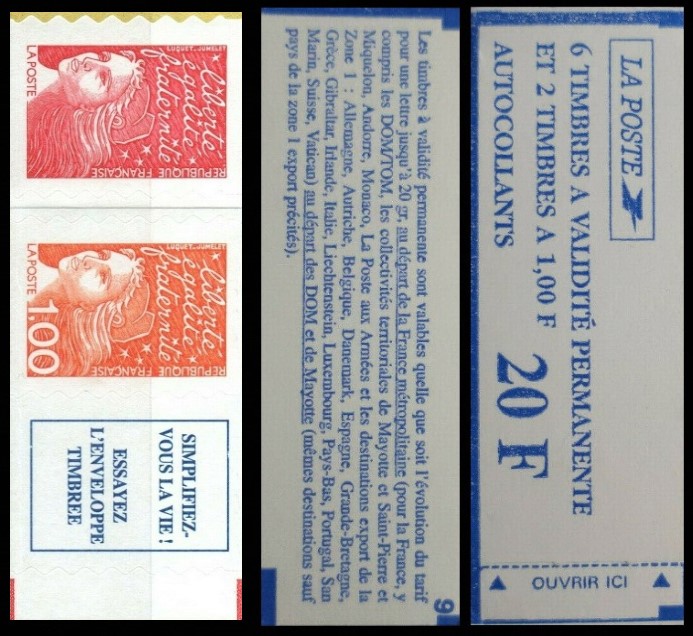 LUQUET - JUMELET
liberté
égalité
fraternité
RÉPUBLIQUE FRANÇAISE
LA POSTE
LUQUET - JUMELET
liberté
égalité
fraternité
RÉPUBLIQUE FRANÇAISE
LA POSTE
1,00
SIMPLIFIEZ-
VOUS LA VIE !
ESSAYEZ
L'ENVELOPPE
TIMBREE
Les timbres à validité permanente sont valables quelle que soit l'évolution du tarif
pour une lettre jusqu'à 20 gr, au départ de la France métropolitaine (pour la France, y
compris les DOM/TOM, les collectivités territoriales de Mayotte et Saint-Pierre et
Miquelon, Andorre, Monaco, La Poste aux Armées et les destinations export de la
Zone 1 : Allemagne, Autriche, Belgique, Danemark, Espagne, Grande-Bretagne,
Grèce, Gibraltar, Irlande, Italie, Liechtenstein, Luxembourg, Pays-Bas, Portugal, San
Marin, Suisse, Vatican) au départ des DOM et de Mayotte (mêmes destinations sauf
pays de la zone 1 export précités).
9
LA POSTE
6 TIMBRES A VALIDITÉ PERMANENTE
ET 2 TIMBRES A 1,00 F
AUTOCOLLANTS
20 F
OUVRIR ICI